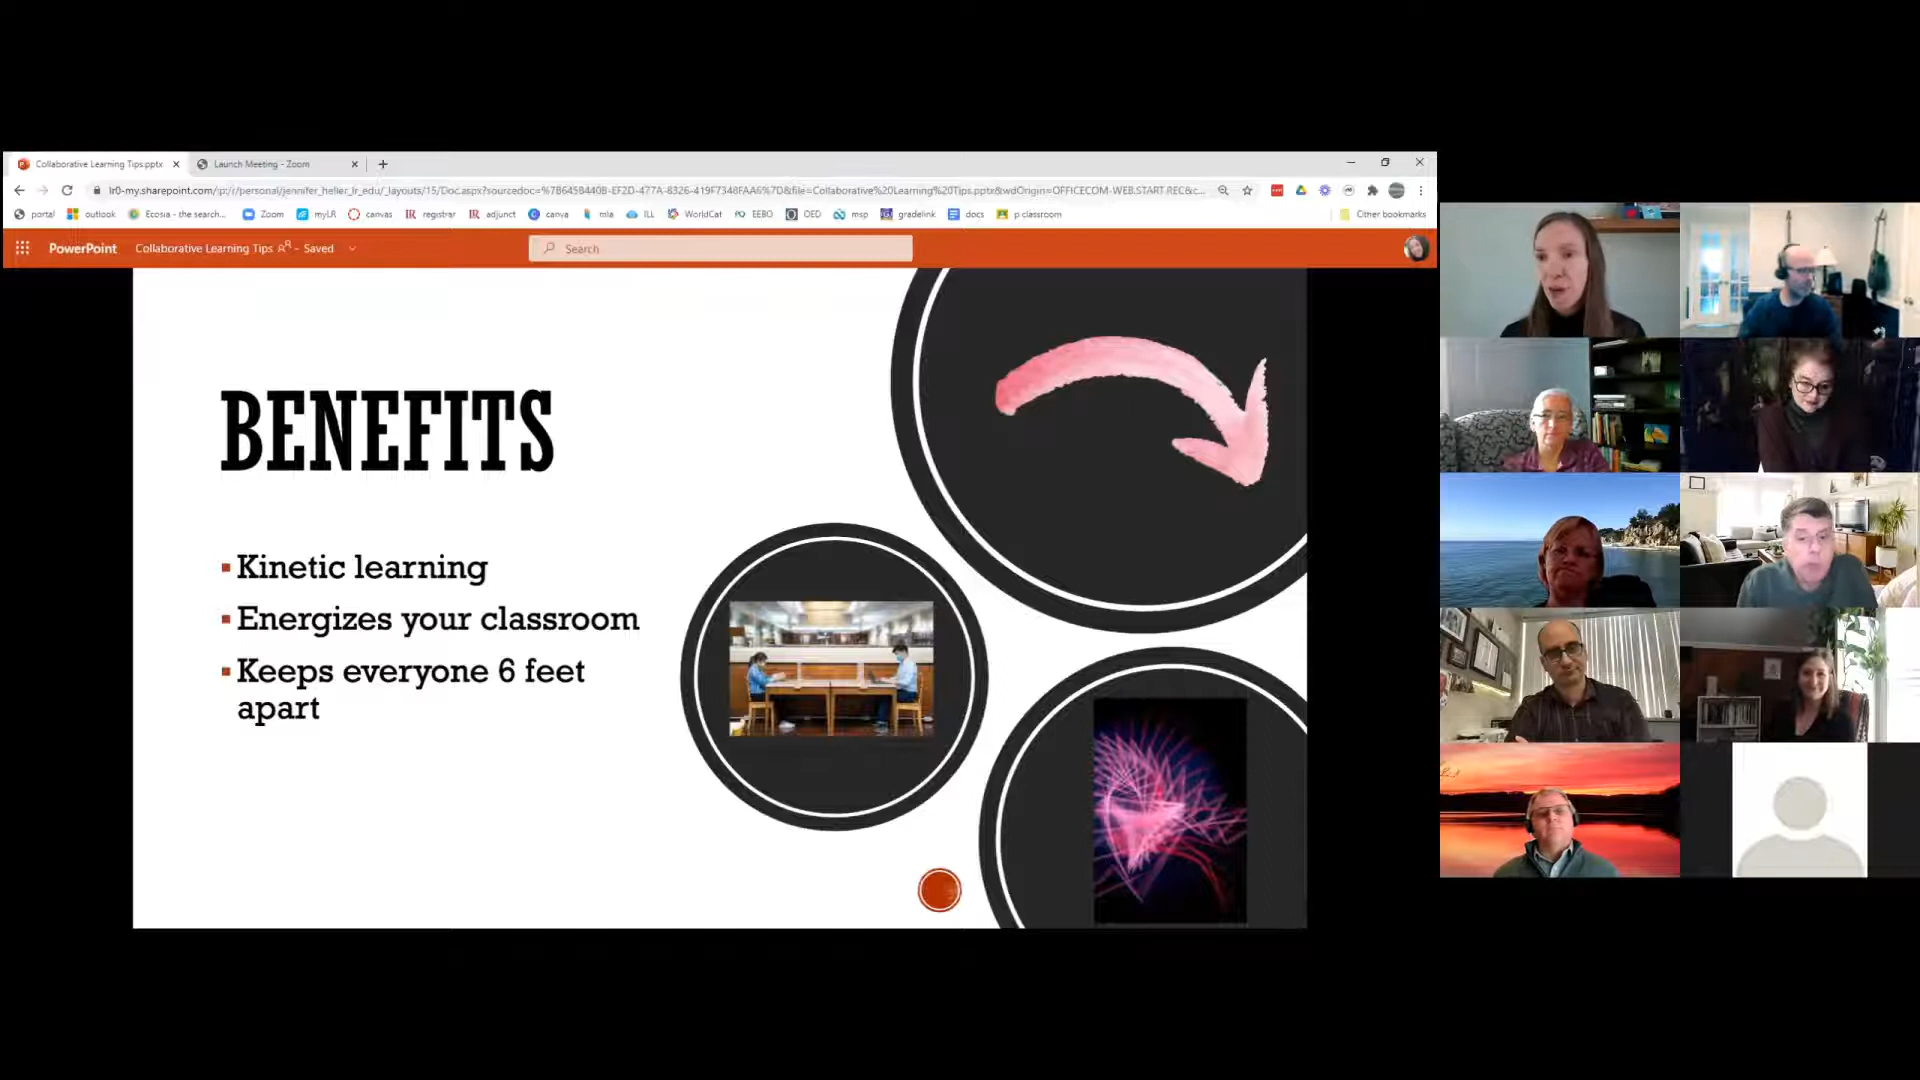 Collaborative Learning Tips.pptx
Launch Meeting - Zoom
portal
outlook
Ecosia - the search...
Zoom
myLR
canvas
registrar
adjunct
canva
mla
ILL
WorldCat
EEBO
OED
msp
gradelink
docs
p classroom
Other bookmarks
PowerPoint
Collaborative Learning Tips
- Saved
Search
BENEFITS
Kinetic learning
Energizes your classroom
Keeps everyone 6 feet
apart